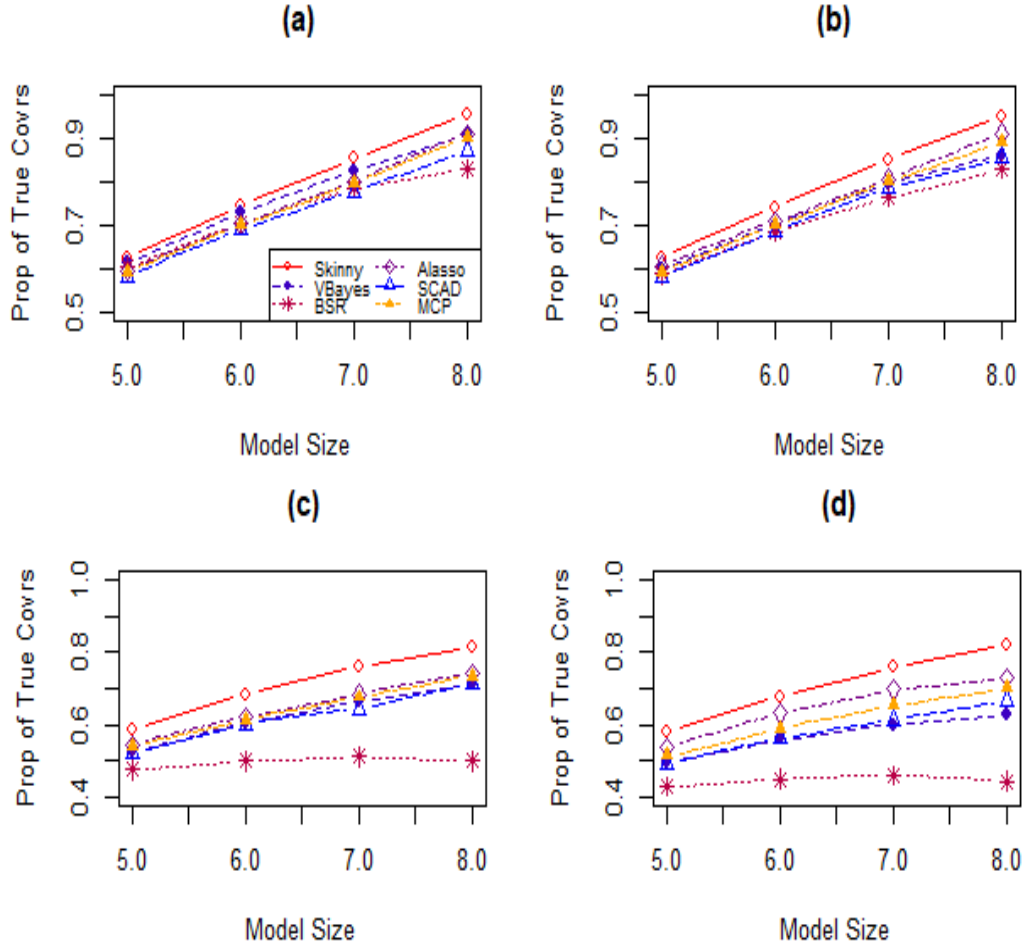 (a)
Prop of True Covrs
0.9
0.7
0.5
Skinny
VBayes
BSR
Alasso
SCAD
MCP
5.0 6.0 7.0 8.0
Model Size
(b)
Prop of True Covrs
0.9
0.7
0.5
5.0 6.0 7.0 8.0
Model Size
(c)
Prop of True Covrs
1.0
0.8
0.6
0.4
5.0 6.0 7.0 8.0
Model Size
(d)
Prop of True Covrs
1.0
0.8
0.6
0.4
5.0 6.0 7.0 8.0
Model Size